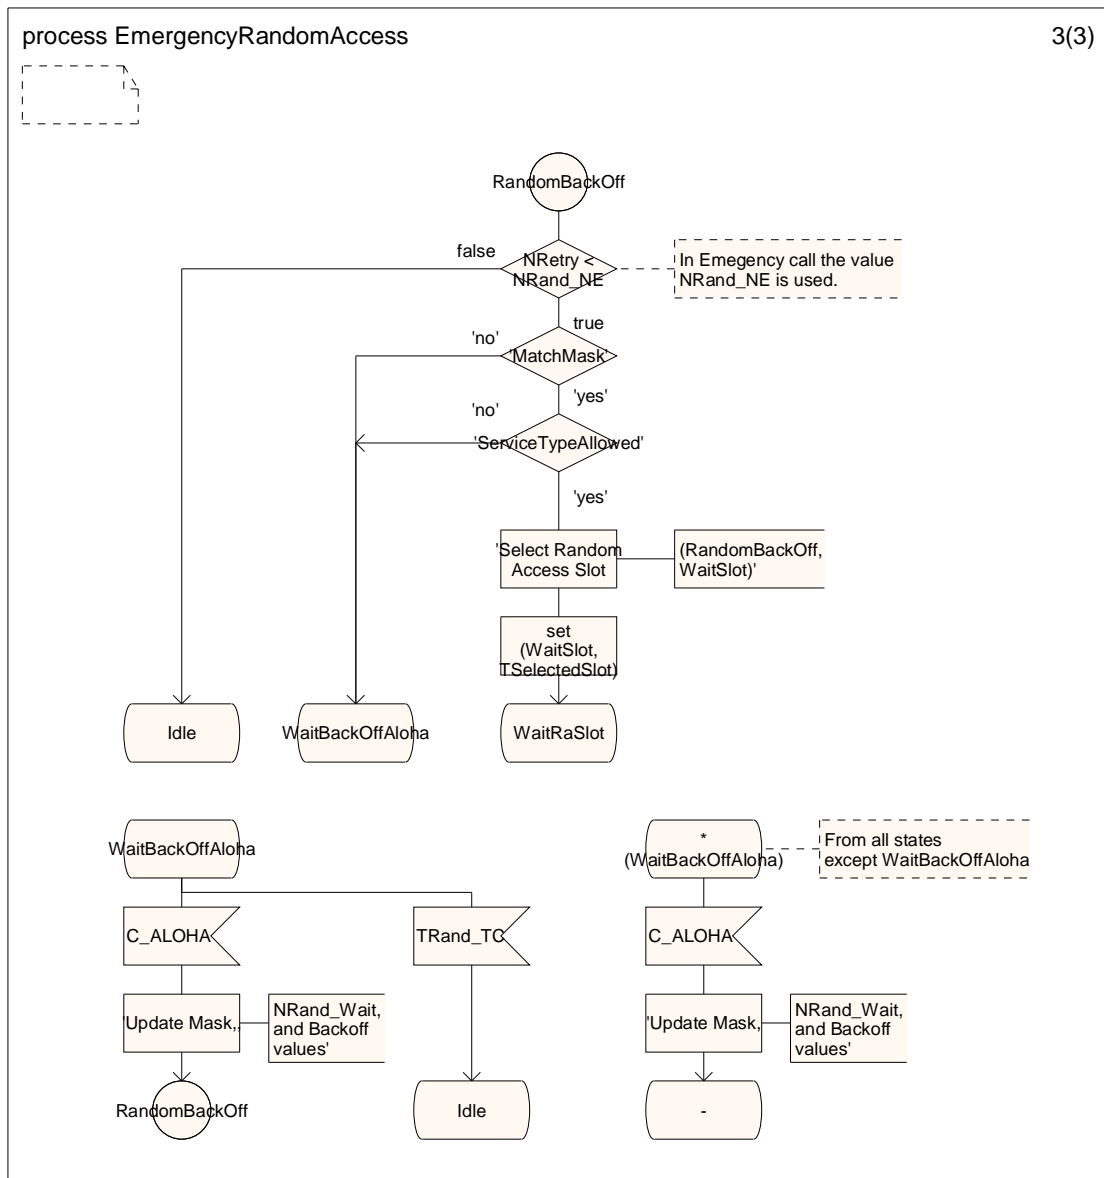 process EmergencyRandomAccess
3(3)
RandomBackOff
false
NRetry <
NRand_NE
In Emegency call the value
NRand_NE is used.
true
'no'
'MatchMask'
'yes'
'no'
'ServiceTypeAllowed'
'yes'
'Select Random
Access Slot
(RandomBackOff,
WaitSlot)'
set
(WaitSlot,
TSelectedSlot)
Idle
WaitBackOffAloha
WaitRaSlot
WaitBackOffAloha
*
(WaitBackOffAloha)
From all states
except WaitBackOffAloha
C_ALOHA
TRand_TC
C_ALOHA
'Update Mask,,
NRand_Wait,
and Backoff
values'
'Update Mask,
NRand_Wait,
and Backoff
values'
RandomBackOff
Idle
-